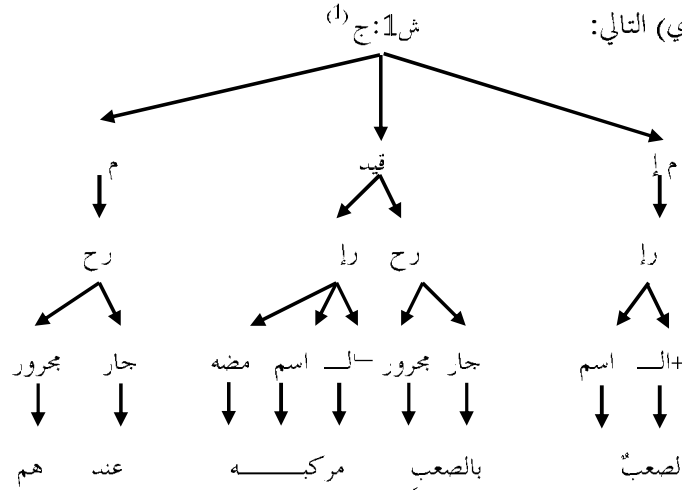 ي) التالي: ش1:ج (1)
م إ قيد م
رإ رح رإ رح
+الـ اسم جار مجرور –الـ اسم مضه جار مجرور
لصعبٌ بالصعبِ مركبـــــه عند هم